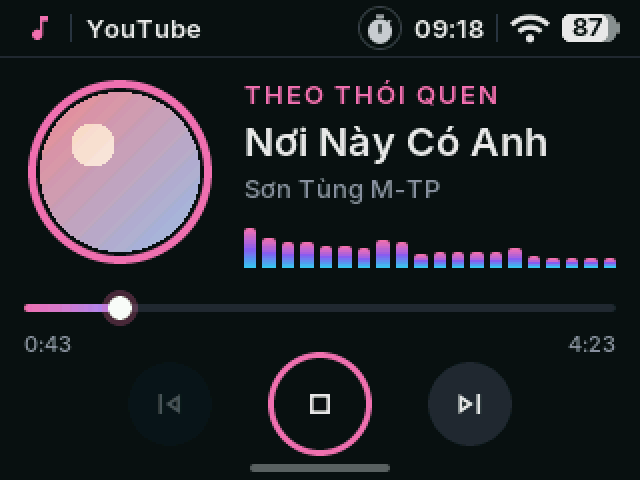 YouTube
09:18
87
THEO THÓI QUEN
Nơi Này Có Anh
Sơn Tùng M-TP
0:43
4:23